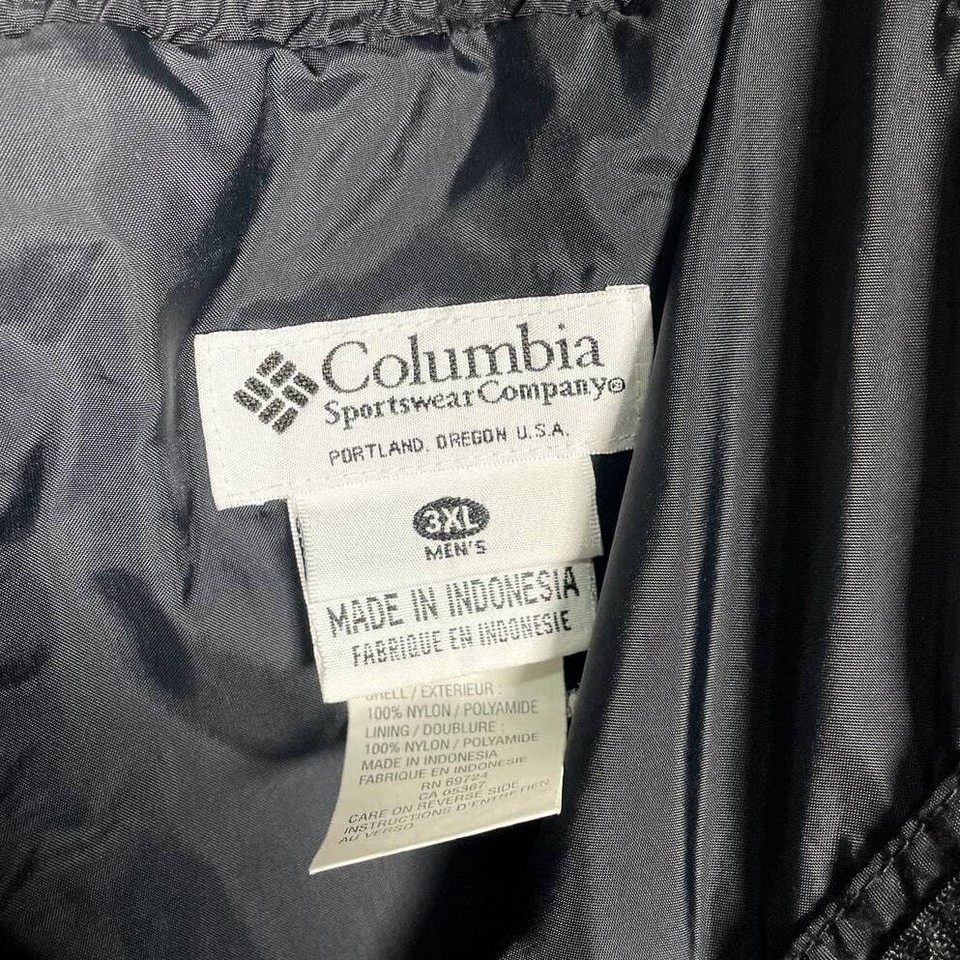 Columbia
Sportswear Company®
PORTLAND. OREGON U.S.A.
3XL
MEN'S
MADE IN INDONESIA
FABRIQUE EN INDONESIE
SHELL / EXTERIEUR :
100% NYLON / POLYAMIDE
LINING / DOUBLURE :
100% NYLON / POLYAMIDE
MADE IN INDONESIA
FABRIQUE EN INDONESIE
RN 69724
CA 05367
CARE ON REVERSE SIDE
INSTRUCTIONS D'ENTRETIEN
AU VERSO